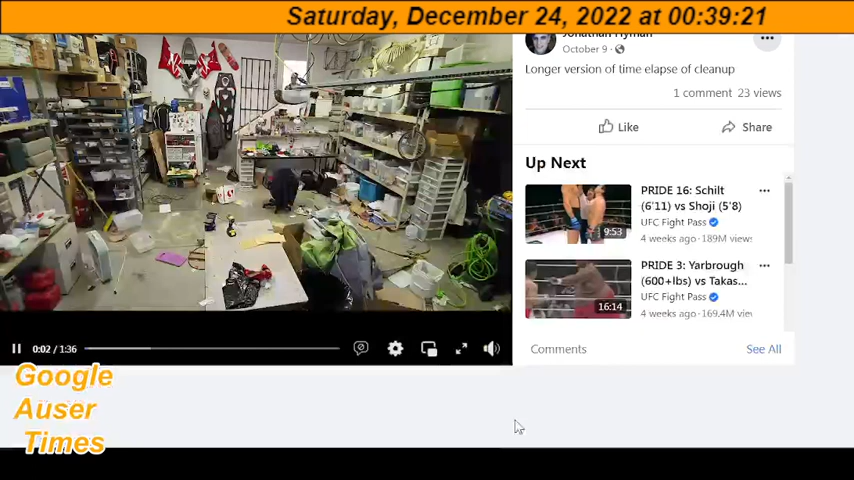 Saturday, December 24, 2022 at 00:39:21
Jonathan Hyman
October 9 ·
Longer version of time elapse of cleanup
1 comment 23 views
Like
Share
Up Next
PRIDE 16: Schilt
(6'11) vs Shoji (5'8)
UFC Fight Pass
4 weeks ago · 189M views
9:53
PRIDE 3: Yarbrough
(600+lbs) vs Takas...
UFC Fight Pass
4 weeks ago · 169.4M vie
16:14
0:02 / 1:36
Comments
See All
Google
Auser
Times